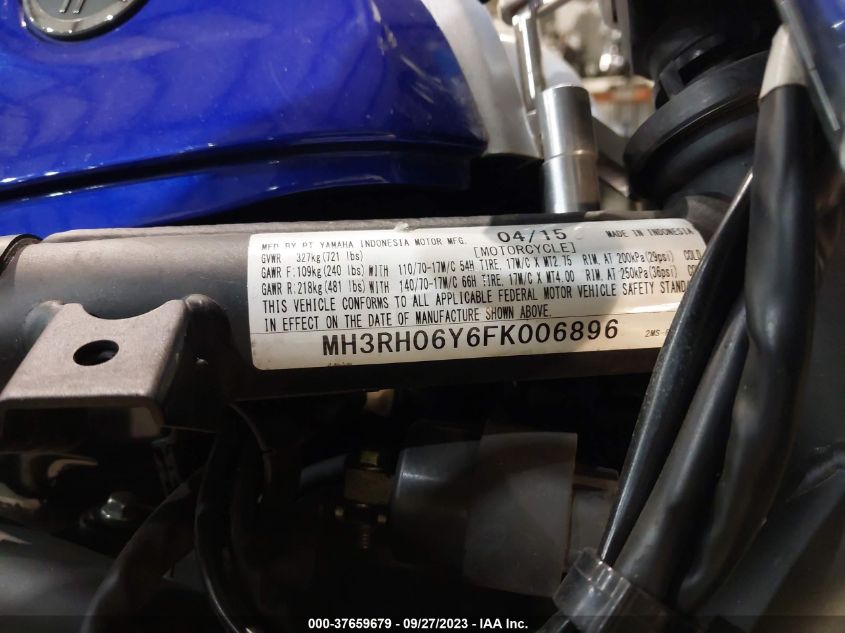 MFD BY PT YAMAHA INDONESIA MOTOR MFG. 04/15 MADE IN INDONESIA
GVWR 327kg(721 lbs) [MOTORCYCLE]
GAWR F:109kg(240 lbs)WITH 110/70-17M/C 54H TIRE, 17M/C X MT2.75 RIM, AT 200kPa(29psi) COLD
GAWR R:218kg(481 lbs)WITH 140/70-17M/C 66H TIRE, 17M/C X MT4.00 RIM, AT 250kPa(36psi) COL
THIS VEHICLE CONFORMS TO ALL APPLICABLE FEDERAL MOTOR VEHICLE SAFETY STANDA
IN EFFECT ON THE DATE OF MANUFACTURE SHOWN ABOVE.
MH3RH06Y6FK006896 2MS-
000-37659679 / 09/27/2023 - IAA Inc.